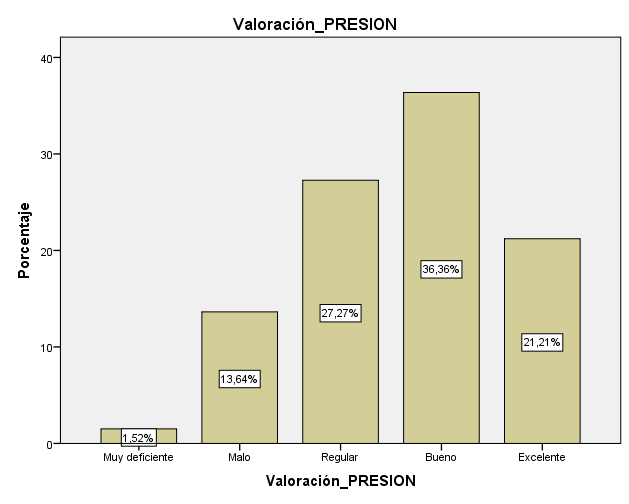 Valoración_PRESION
Porcentaje
40
30
20
10
0
1,52%
13,64%
27,27%
36,36%
21,21%
Muy deficiente
Malo
Regular
Bueno
Excelente
Valoración_PRESION